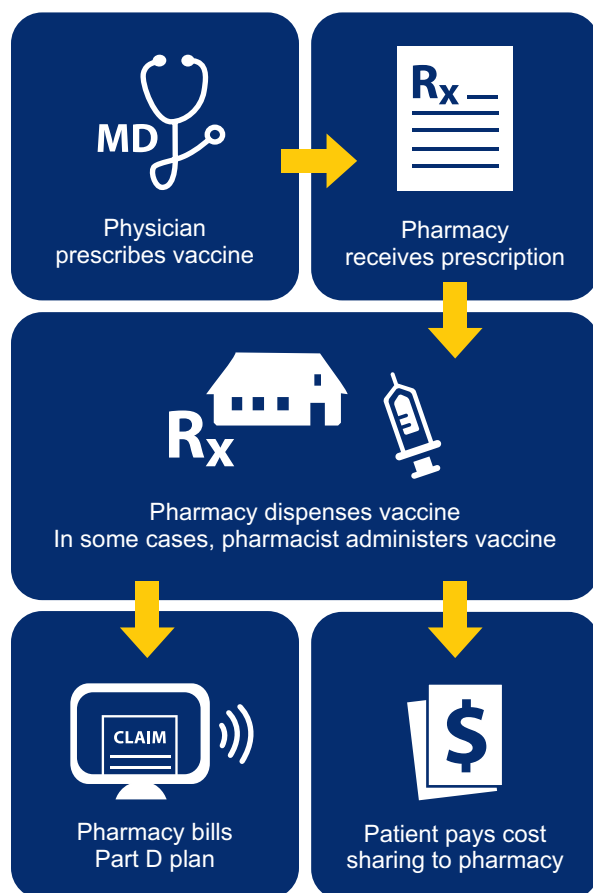 MD
Physician
prescribes vaccine
Rx
Pharmacy
receives prescription
Rx
Pharmacy dispenses vaccine
In some cases, pharmacist administers vaccine
CLAIM
Pharmacy bills
Part D plan
$
Patient pays cost
sharing to pharmacy